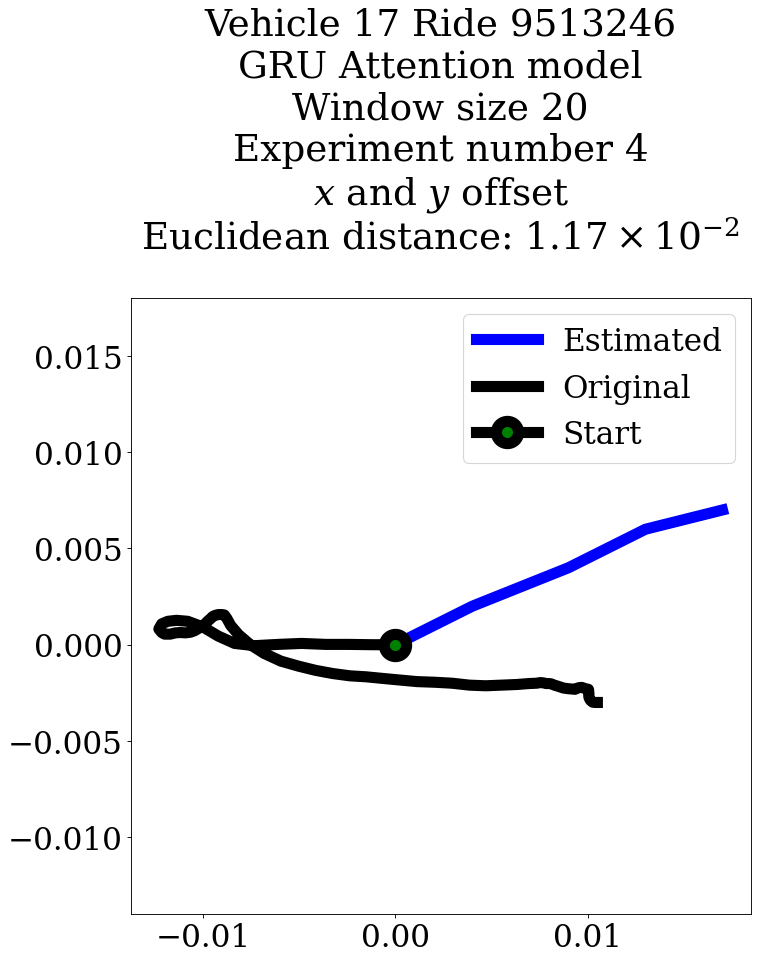 Vehicle 17 Ride 9513246
GRU Attention model
Window size 20
Experiment number 4
x and y offset
Euclidean distance: 1.17 × 10⁻²
Estimated
Original
Start
0.015
0.010
0.005
0.000
−0.005
−0.010
−0.01 0.00 0.01